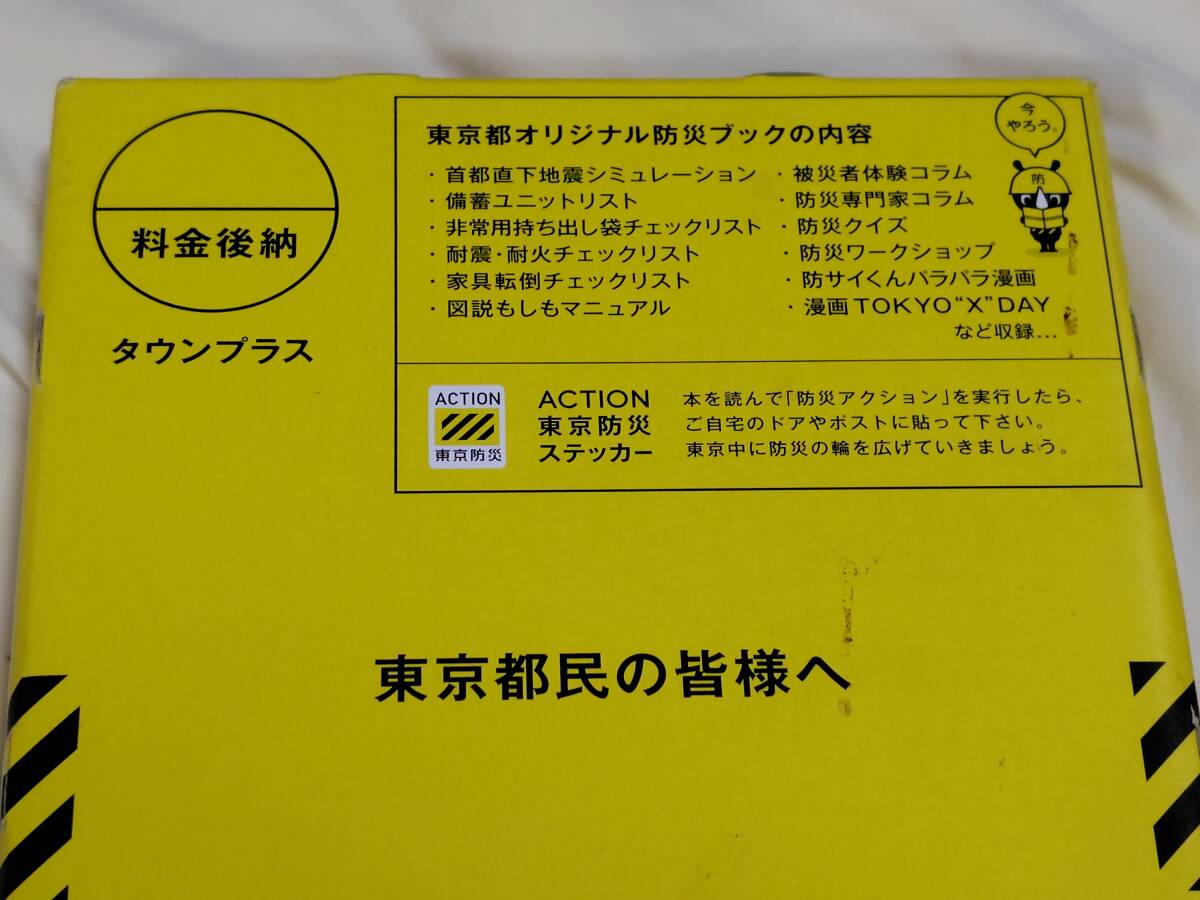 料金後納
タウンプラス
東京都オリジナル防災ブックの内容
・首都直下地震シミュレーション
・備蓄ユニットリスト
・非常用持ち出し袋チェックリスト
・耐震・耐火チェックリスト
・家具転倒チェックリスト
・図説もしもマニュアル
・被災者体験コラム
・防災専門家コラム
・防災クイズ
・防災ワークショップ
・防サイくんパラパラ漫画
・漫画TOKYO“X”DAY
など収録...
今
やろう。
防
ACTION
東京防災
ACTION
東京防災
ステッカー
本を読んで「防災アクション」を実行したら、
ご自宅のドアやポストに貼って下さい。
東京中に防災の輪を広げていきましょう。
東京都民の皆様へ